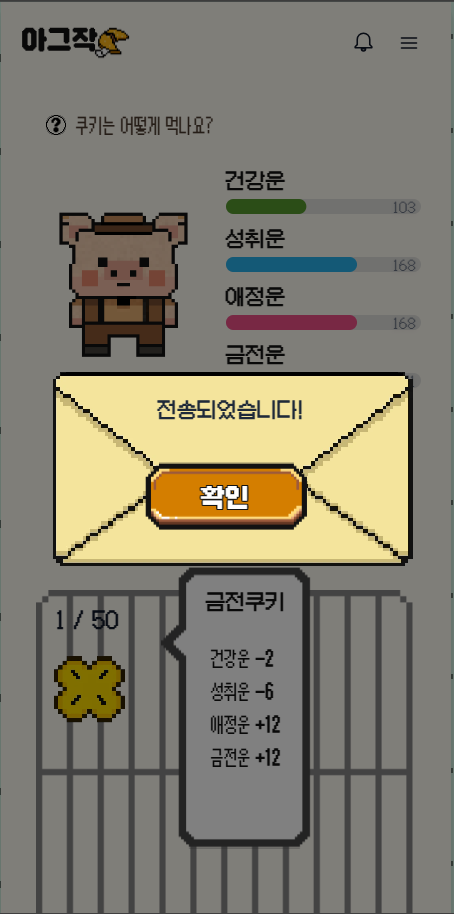 아그작
쿠키는 어떻게 먹나요?
건강운
103
성취운
168
애정운
168
금전운
전송되었습니다!
확인
1 / 50
금전쿠키
건강운 -2
성취운 -6
애정운 +12
금전운 +12